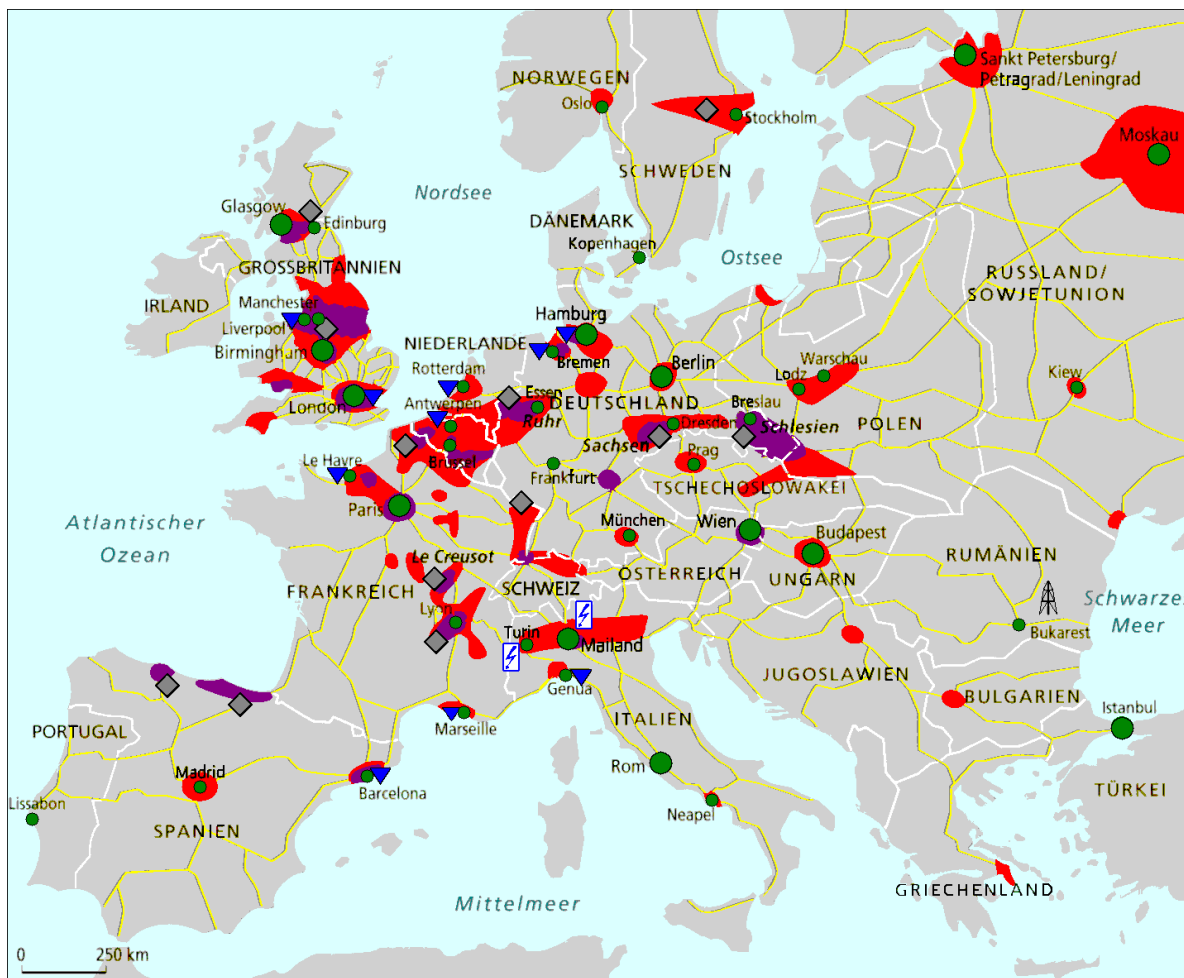 NORWEGEN
Oslo
Stockholm
SCHWEDEN
Sankt Petersburg/
Petrograd/Leningrad
Moskau
Nordsee
Glasgow
Edinburg
DÄNEMARK
Kopenhagen
Ostsee
GROSSBRITANNIEN
IRLAND
RUSSLAND/
SOWJETUNION
Manchester
Liverpool
Birmingham
London
Hamburg
Bremen
NIEDERLANDE
Rotterdam
Antwerpen
Essen
Ruhr
DEUTSCHLAND
Berlin
Warschau
Lodz
Kiew
Breslau
Schlesien
POLEN
Dresden
Sachsen
Brüssel
Le Havre
Prag
Frankfurt
TSCHECHOSLOWAKEI
Paris
Atlantischer
Ozean
München
Wien
Budapest
Le Creusot
FRANKREICH
SCHWEIZ
ÖSTERREICH
UNGARN
RUMÄNIEN
Lyon
Turin
Mailand
Bukarest
Schwarzes
Meer
Genua
JUGOSLAWIEN
BULGARIEN
Istanbul
PORTUGAL
Marseille
ITALIEN
Rom
Madrid
Barcelona
Lissabon
Neapel
TÜRKEI
SPANIEN
GRIECHENLAND
Mittelmeer
0 250 km